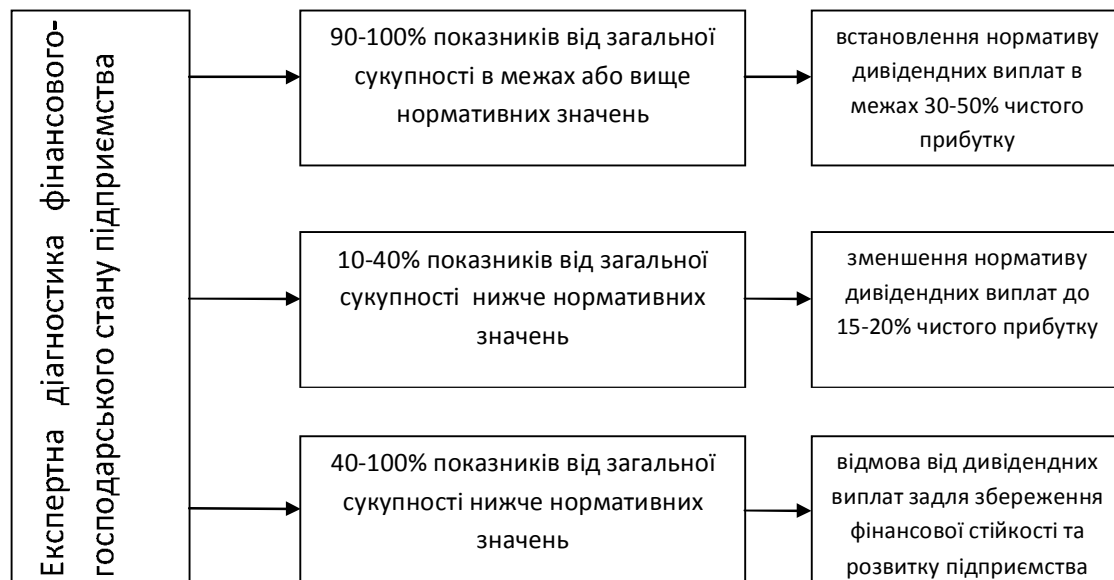 Експертна діагностика фінансового-
господарського стану підприємства
90-100% показників від загальної
сукупності в межах або вище
нормативних значень
встановлення нормативу
дивідендних виплат в
межах 30-50% чистого
прибутку
10-40% показників від загальної
сукупності нижче нормативних
значень
зменшення нормативу
дивідендних виплат до
15-20% чистого прибутку
40-100% показників від загальної
сукупності нижче нормативних
значень
відмова від дивідендних
виплат задля збереження
фінансової стійкості та
розвитку підприємства